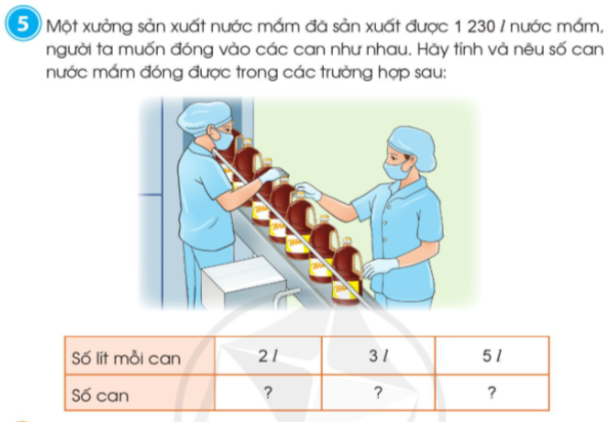 5 Một xưởng sản xuất nước mắm đã sản xuất được 1 230 l nước mắm,
người ta muốn đóng vào các can như nhau. Hãy tính và nêu số can
nước mắm đóng được trong các trường hợp sau:
Số lít mỗi can 2 l 3 l 5 l
Số can ? ? ?